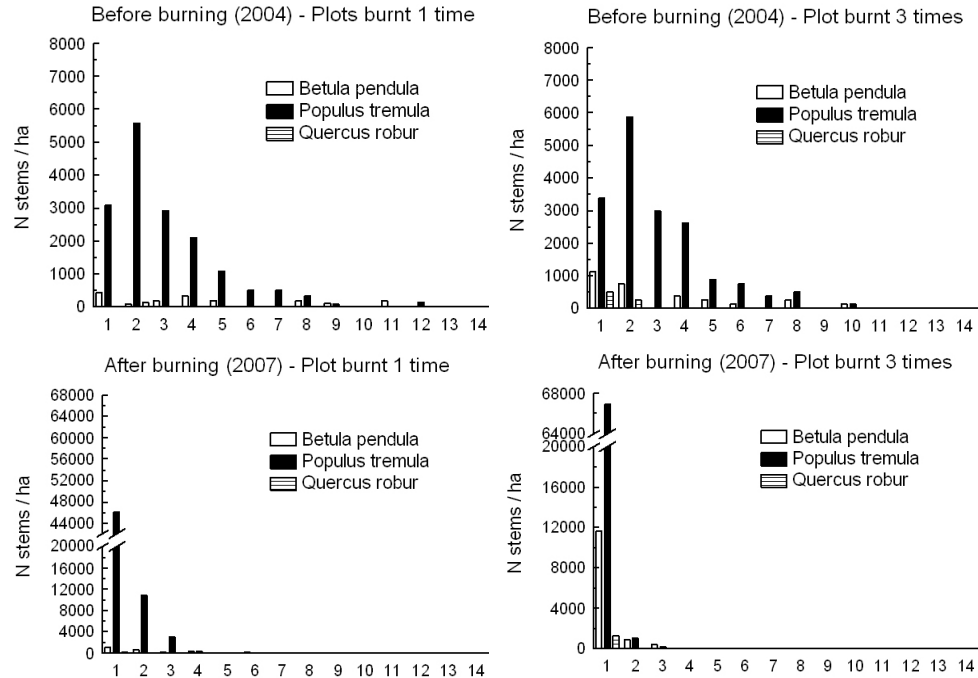 Before burning (2004) - Plots burnt 1 time
8000
7000
6000
5000
4000
3000
2000
1000
0
N stems / ha
Betula pendula
Populus tremula
Quercus robur
1 2 3 4 5 6 7 8 9 10 11 12 13 14
Before burning (2004) - Plot burnt 3 times
8000
7000
6000
5000
4000
3000
2000
1000
0
N stems / ha
Betula pendula
Populus tremula
Quercus robur
1 2 3 4 5 6 7 8 9 10 11 12 13 14
After burning (2007) - Plot burnt 1 time
68000
64000
60000
56000
52000
48000
44000
20000
16000
12000
8000
4000
0
N stems / ha
Betula pendula
Populus tremula
Quercus robur
1 2 3 4 5 6 7 8 9 10 11 12 13 14
After burning (2007) - Plot burnt 3 times
68000
64000
20000
16000
12000
8000
4000
0
N stems / ha
Betula pendula
Populus tremula
Quercus robur
1 2 3 4 5 6 7 8 9 10 11 12 13 14